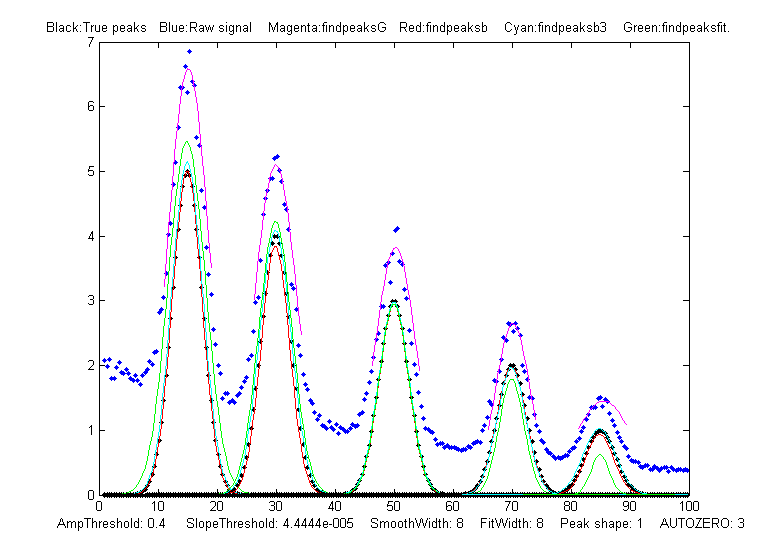 Black:True peaks Blue:Raw signal Magenta:findpeaksG Red:findpeaksb Cyan:findpeaksb3 Green:findpeaksfit.
7
6
5
4
3
2
1
0
0 10 20 30 40 50 60 70 80 90 100
AmpThreshold: 0.4 SlopeThreshold: 4.4444e-005 SmoothWidth: 8 FitWidth: 8 Peak shape: 1 AUTOZERO: 3